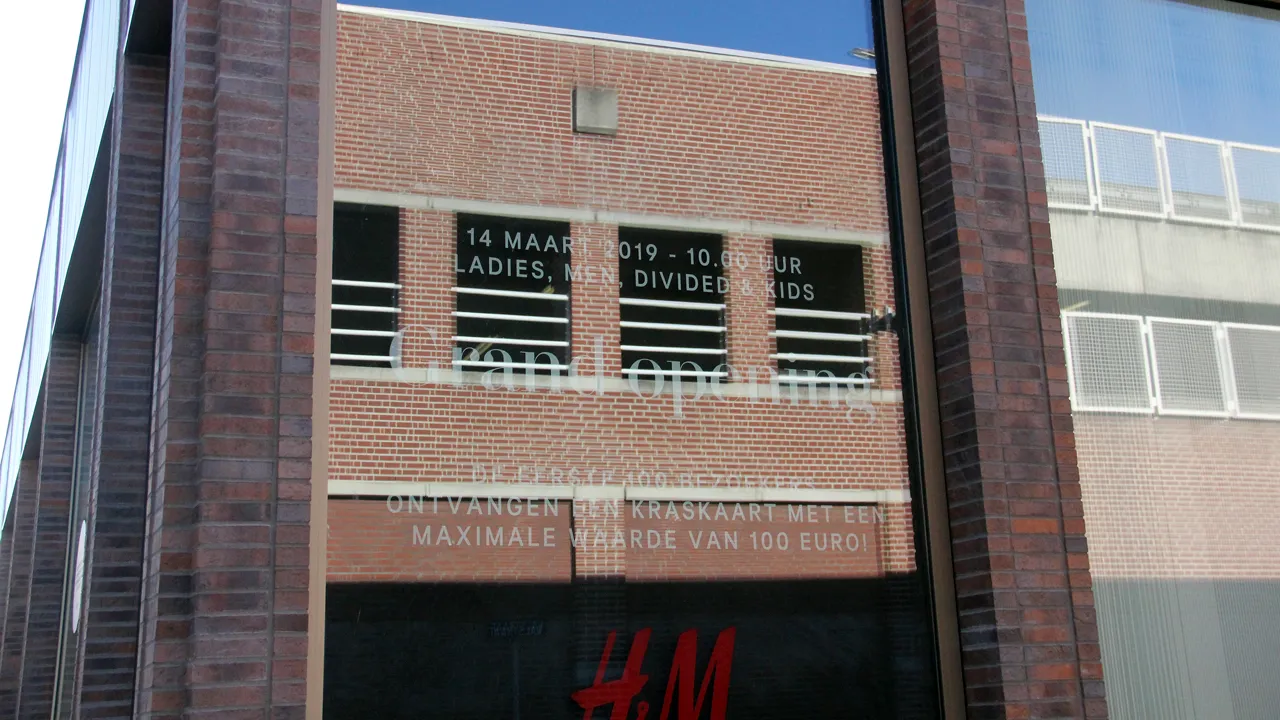 14 MAART 2019 - 10.00 UUR
LADIES, MEN, DIVIDED & KIDS
Grand opening
DE EERSTE 100 BEZOEKERS
ONTVANGEN EEN KRASKAART MET EEN
MAXIMALE WAARDE VAN 100 EURO!
H&M